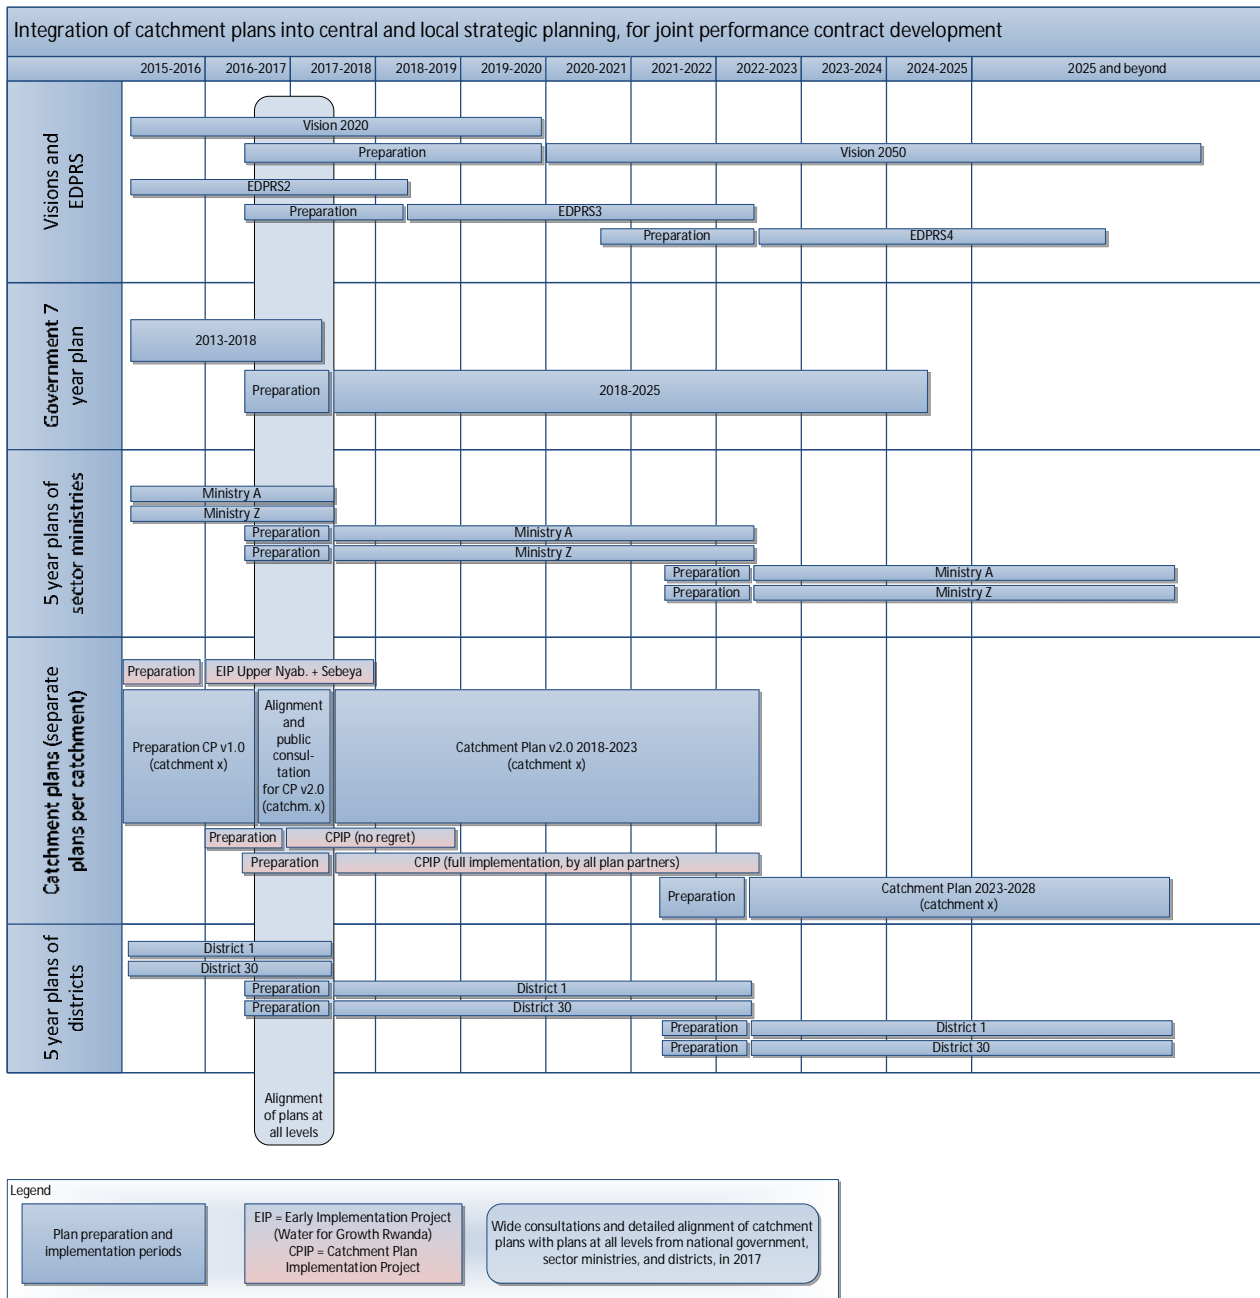 Integration of catchment plans into central and local strategic planning, for joint performance contract development
2015-2016 2016-2017 2017-2018 2018-2019 2019-2020 2020-2021 2021-2022 2022-2023 2023-2024 2024-2025 2025 and beyond
Visions and
EDPRS
Vision 2020
Preparation Vision 2050
EDPRS2
Preparation EDPRS3
Preparation EDPRS4
Government 7
year plan
2013-2018
Preparation 2018-2025
5 year plans of
sector ministries
Ministry A
Ministry Z
Preparation Ministry A
Preparation Ministry Z
Preparation Ministry A
Preparation Ministry Z
Catchment plans (separate
plans per catchment)
Preparation EIP Upper Nyab. + Sebeya
Preparation CP v1.0
(catchment x)
Alignment
and
public
consul-
tation
for CP v2.0
(catchm. x)
Catchment Plan v2.0 2018-2023
(catchment x)
Preparation CPIP (no regret)
Preparation CPIP (full implementation, by all plan partners)
Preparation
Catchment Plan 2023-2028
(catchment x)
5 year plans of
districts
District 1
District 30
Preparation District 1
Preparation District 30
Preparation District 1
Preparation District 30
Alignment
of plans at
all levels
Legend
Plan preparation and
implementation periods
EIP = Early Implementation Project
(Water for Growth Rwanda)
CPIP = Catchment Plan
Implementation Project
Wide consultations and detailed alignment of catchment
plans with plans at all levels from national government,
sector ministries, and districts, in 2017